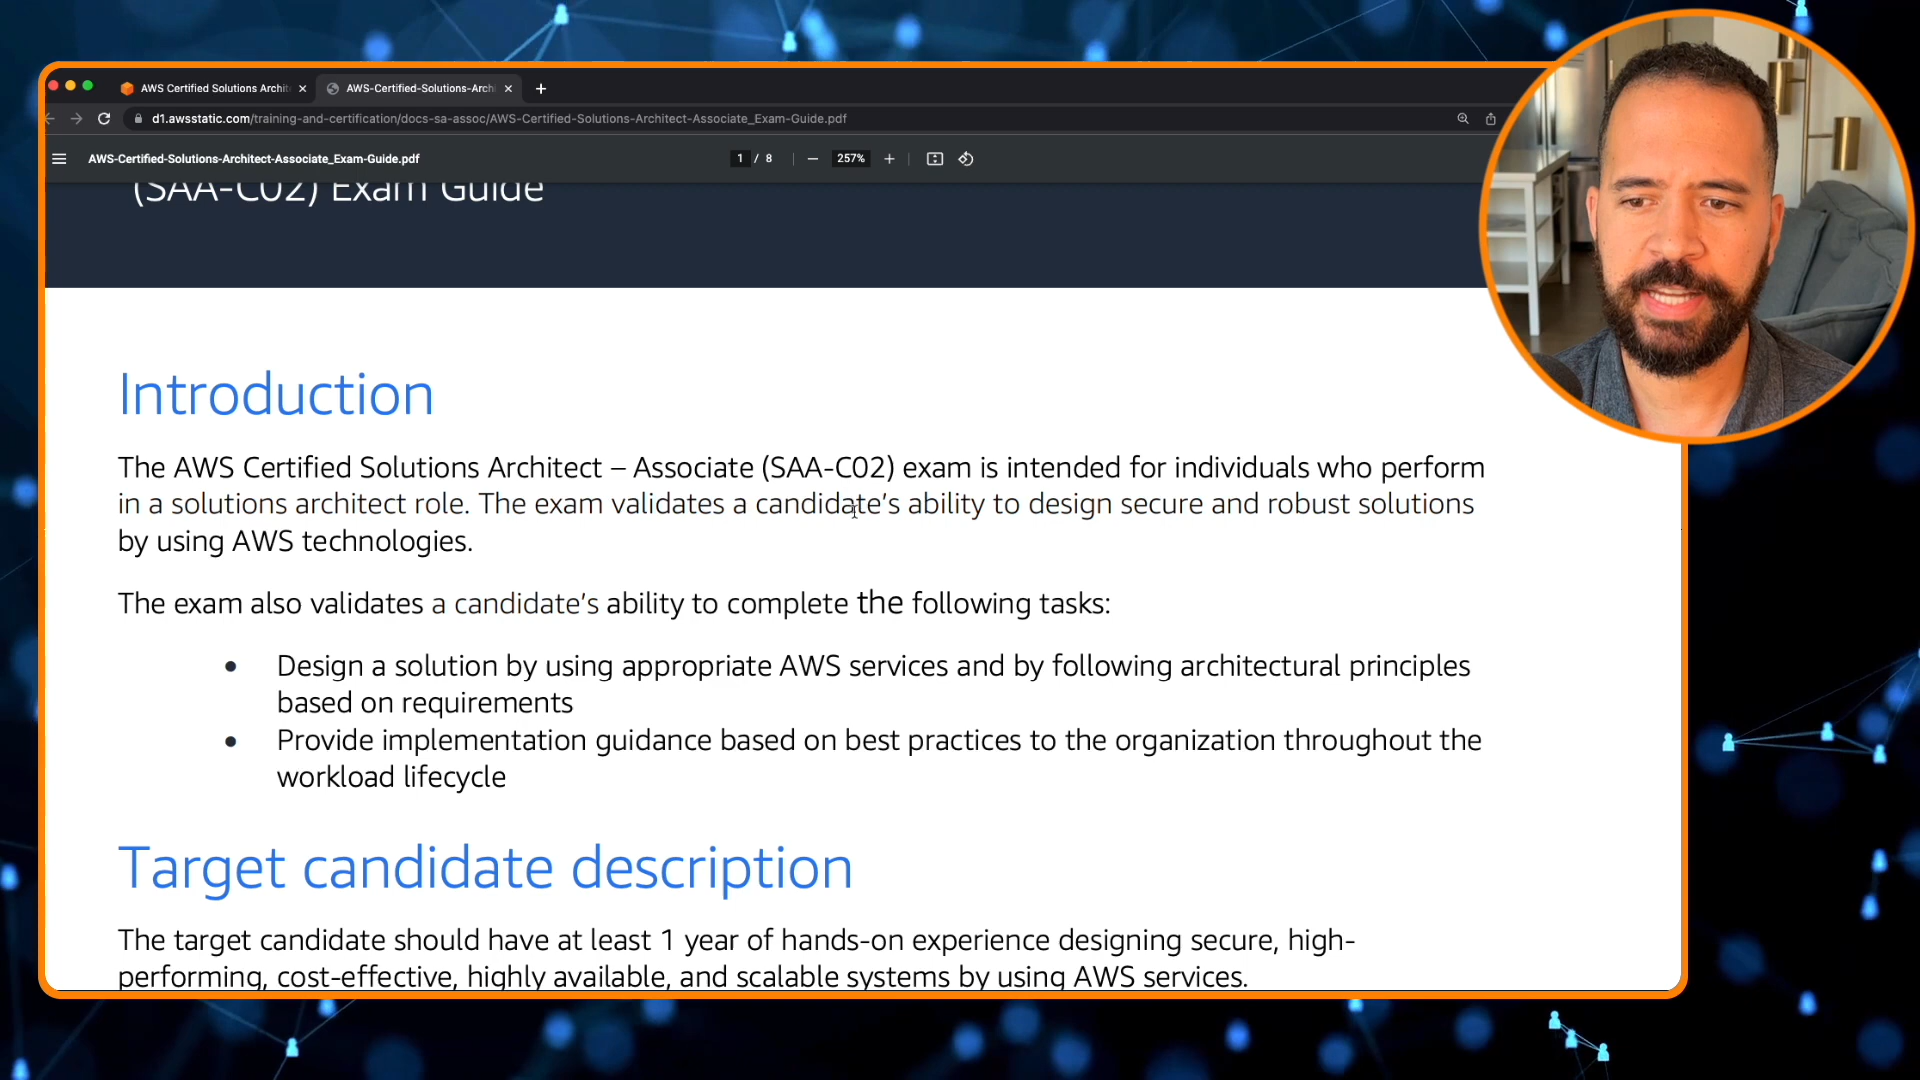 AWS Certified Solutions Archit
AWS-Certified-Solutions-Arch
d1.awsstatic.com/training-and-certification/docs-sa-assoc/AWS-Certified-Solutions-Architect-Associate_Exam-Guide.pdf
AWS-Certified-Solutions-Architect-Associate_Exam-Guide.pdf
1 / 8
257%
(SAA-C02) Exam Guide
Introduction
The AWS Certified Solutions Architect – Associate (SAA-C02) exam is intended for individuals who perform
in a solutions architect role. The exam validates a candidate’s ability to design secure and robust solutions
by using AWS technologies.
The exam also validates a candidate’s ability to complete the following tasks:
• Design a solution by using appropriate AWS services and by following architectural principles
based on requirements
• Provide implementation guidance based on best practices to the organization throughout the
workload lifecycle
Target candidate description
The target candidate should have at least 1 year of hands-on experience designing secure, high-
performing, cost-effective, highly available, and scalable systems by using AWS services.